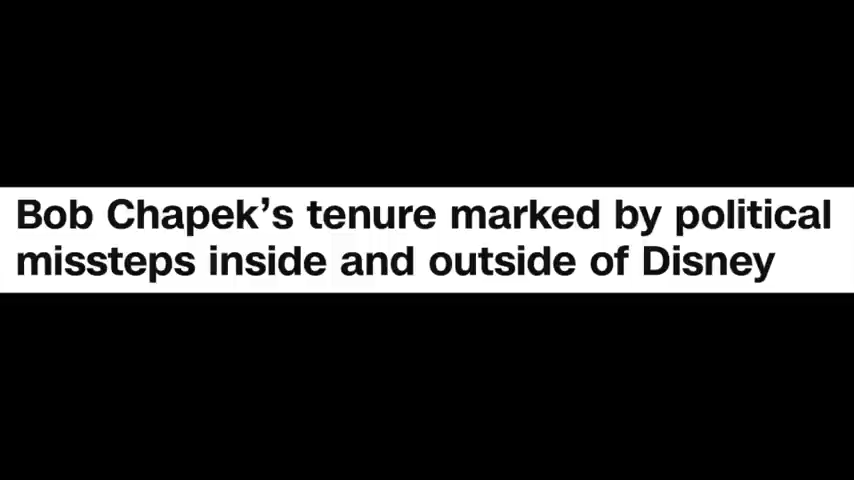 Bob Chapek’s tenure marked by political
missteps inside and outside of Disney